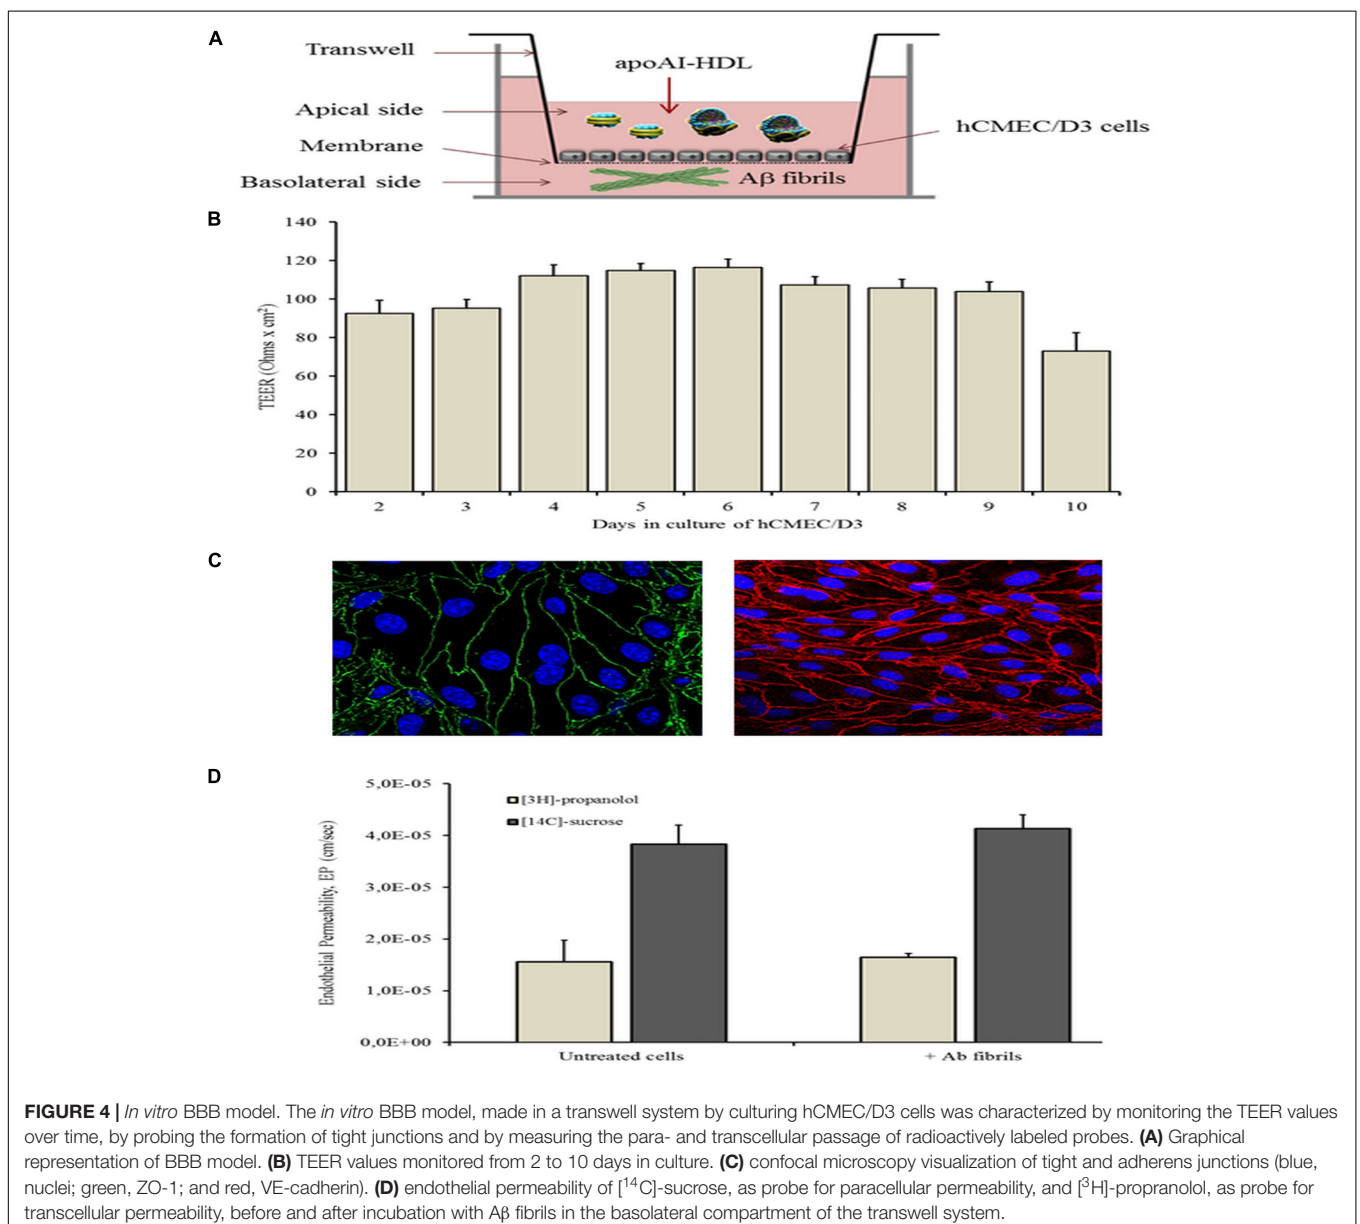 A
Transwell
apoAI-HDL
Apical side
hCMEC/D3 cells
Membrane
Basolateral side
Aβ fibrils
B
140
120
100
80
60
40
20
0
TEER (Ohms x cm²)
2 3 4 5 6 7 8 9 10
Days in culture of hCMEC/D3
C
D
5,0E-05
4,0E-05
3,0E-05
2,0E-05
1,0E-05
0,0E+00
Endothelial Permeability, EP (cm/sec)
[3H]-propanolol
[14C]-sucrose
Untreated cells
+ Ab fibrils
FIGURE 4 | In vitro BBB model. The in vitro BBB model, made in a transwell system by culturing hCMEC/D3 cells was characterized by monitoring the TEER values
over time, by probing the formation of tight junctions and by measuring the para- and transcellular passage of radioactively labeled probes. (A) Graphical
representation of BBB model. (B) TEER values monitored from 2 to 10 days in culture. (C) confocal microscopy visualization of tight and adherens junctions (blue,
nuclei; green, ZO-1; and red, VE-cadherin). (D) endothelial permeability of [¹⁴C]-sucrose, as probe for paracellular permeability, and [³H]-propranolol, as probe for
transcellular permeability, before and after incubation with Aβ fibrils in the basolateral compartment of the transwell system.